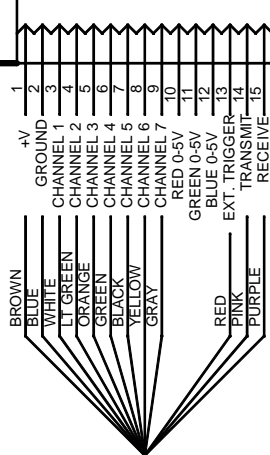 1
2
3
4
5
6
7
8
9
10
11
12
13
14
15
+V
GROUND
CHANNEL 1
CHANNEL 2
CHANNEL 3
CHANNEL 4
CHANNEL 5
CHANNEL 6
CHANNEL 7
RED 0-5V
GREEN 0-5V
BLUE 0-5V
EXT. TRIGGER
TRANSMIT
RECEIVE
BROWN
BLUE
WHITE
LT GREEN
ORANGE
GREEN
BLACK
YELLOW
GRAY
RED
PINK
PURPLE